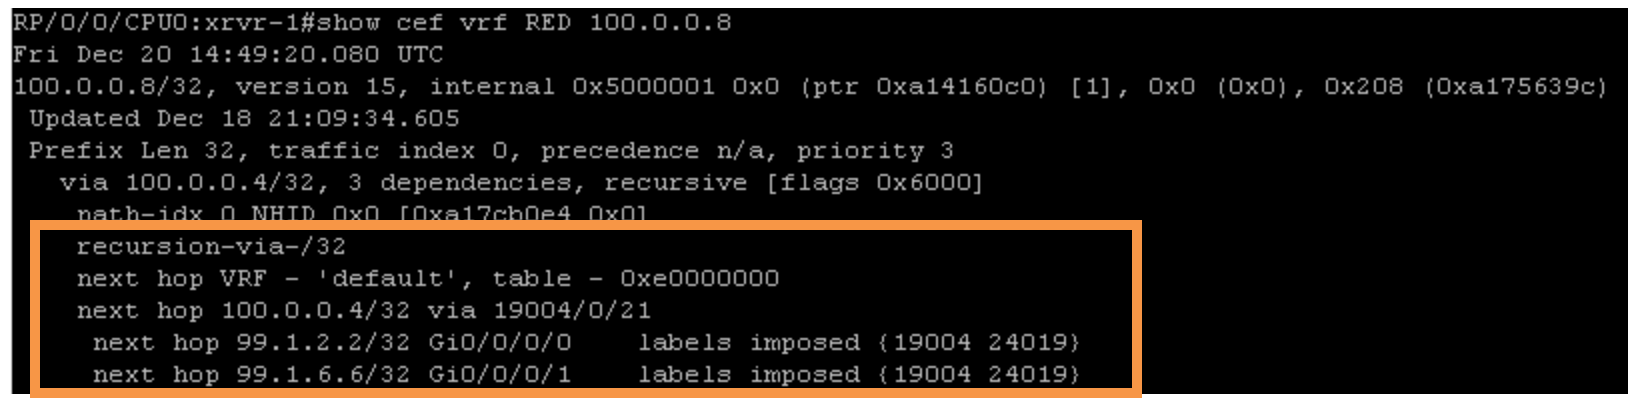 RP/0/0/CPU0:xrvr-1#show cef vrf RED 100.0.0.8
Fri Dec 20 14:49:20.080 UTC
100.0.0.8/32, version 15, internal 0x5000001 0x0 (ptr 0xa14160c0) [1], 0x0 (0x0), 0x208 (0xa175639c)
Updated Dec 18 21:09:34.605
Prefix Len 32, traffic index 0, precedence n/a, priority 3
via 100.0.0.4/32, 3 dependencies, recursive [flags 0x6000]
path-idx 0 NHID 0x0 [0xa17cb0e4 0x0]
recursion-via-/32
next hop VRF - 'default', table - 0xe0000000
next hop 100.0.0.4/32 via 19004/0/21
next hop 99.1.2.2/32 Gi0/0/0/0 labels imposed {19004 24019}
next hop 99.1.6.6/32 Gi0/0/0/1 labels imposed {19004 24019}